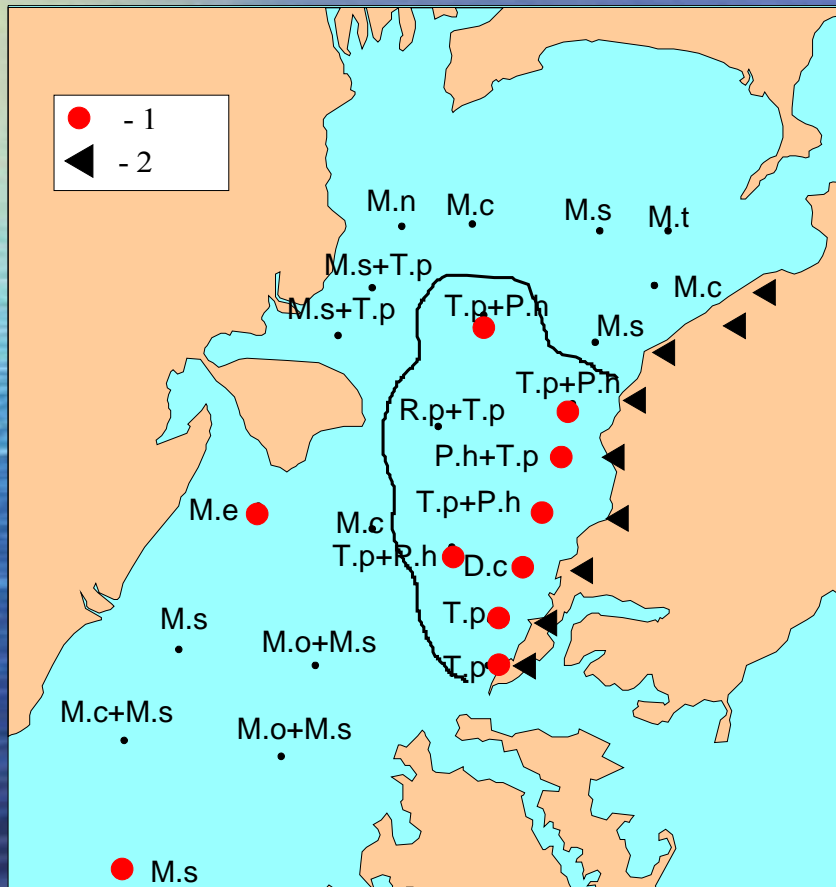 - 1
- 2
M.n
M.c
M.s
M.t
M.s+T.p
M.c
M.s+T.p
T.p+P.h
M.s
T.p+P.h
R.p+T.p
P.h+T.p
M.e
T.p+P.h
M.c
T.p+P.h
D.c
T.p
M.s
M.o+M.s
T.p
M.c+M.s
M.o+M.s
M.s